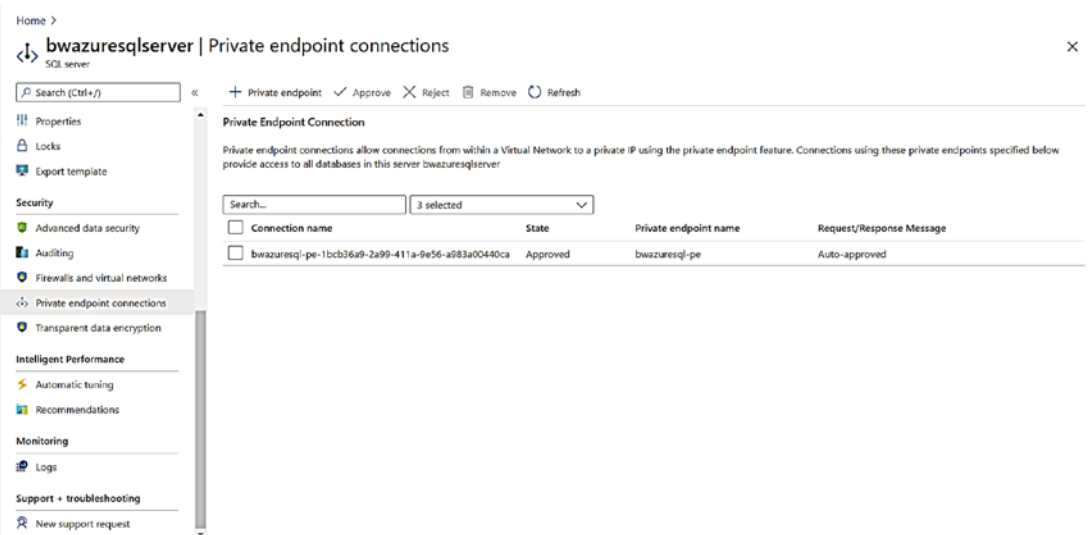 Home >
bwazuresqlserver | Private endpoint connections
SQL server
Search (Ctrl+/)
«
Properties
Locks
Export template
Security
Advanced data security
Auditing
Firewalls and virtual networks
Private endpoint connections
Transparent data encryption
Intelligent Performance
Automatic tuning
Recommendations
Monitoring
Logs
Support + troubleshooting
New support request
+ Private endpoint Approve Reject Remove Refresh
Private Endpoint Connection
Private endpoint connections allow connections from within a Virtual Network to a private IP using the private endpoint feature. Connections using these private endpoints specified below
provide access to all databases in this server bwazuresqlserver
Search... 3 selected
Connection name State Private endpoint name Request/Response Message
bwazuresql-pe-1bcb36a9-2a99-411a-9e56-a983a00440ca Approved bwazuresql-pe Auto-approved